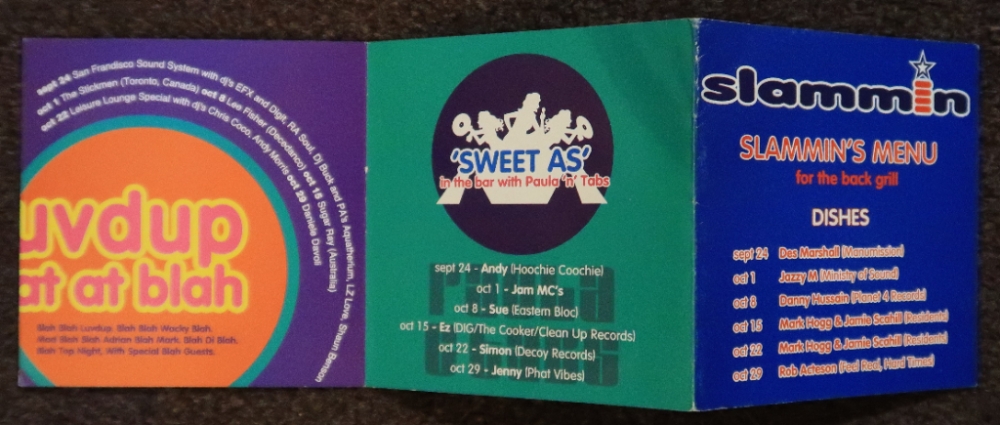 sept 24 San Frandisco Sound System with dj's EFX and Digit, RA Soul, Dj Buck and PA's Aquatherium, LZ Love, Shaun Benson
oct 1 The Stickmen (Toronto, Canada) oct 8 Lee Fisher (Decedance) oct 15 Sugar Ray (Australia)
oct 22 Leisure Lounge Special with dj's Chris Coco, Andy Morris oct 29 Daniele Davoli
uvdup
at at blah
Blah Blah Luvdup. Blah Blah Wacky Blah.
Mad Blah Blah Adrian Blah Mark. Blah Di Blah.
Blah Top Night, With Special Blah Guests.
'SWEET AS'
in the bar with Paula 'n' Tabs
sept 24 - Andy (Hoochie Coochie)
oct 1 - Jam MC's
oct 8 - Sue (Eastern Bloc)
oct 15 - Ez (DIG/The Cooker/Clean Up Records)
oct 22 - Simon (Decoy Records)
oct 29 - Jenny (Phat Vibes)
slammin
SLAMMIN'S MENU
for the back grill
DISHES
sept 24 Des Marshall (Manumission)
oct 1 Jazzy M (Ministry of Sound)
oct 8 Danny Hussain (Planet 4 Records)
oct 15 Mark Hogg & Jamie Scahill (Residents)
oct 22 Mark Hogg & Jamie Scahill (Residents)
oct 29 Rob Acteson (Feel Real, Hard Times)